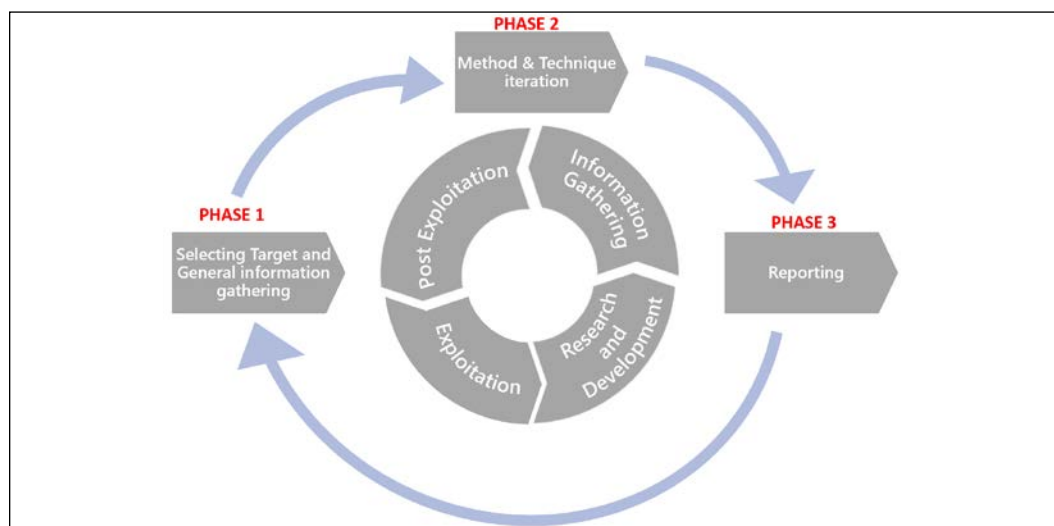 PHASE 2
Method & Technique
iteration
PHASE 1
Selecting Target and
General information
gathering
PHASE 3
Reporting
Information
Gathering
Research
and
Development
Exploitation
Post Exploitation